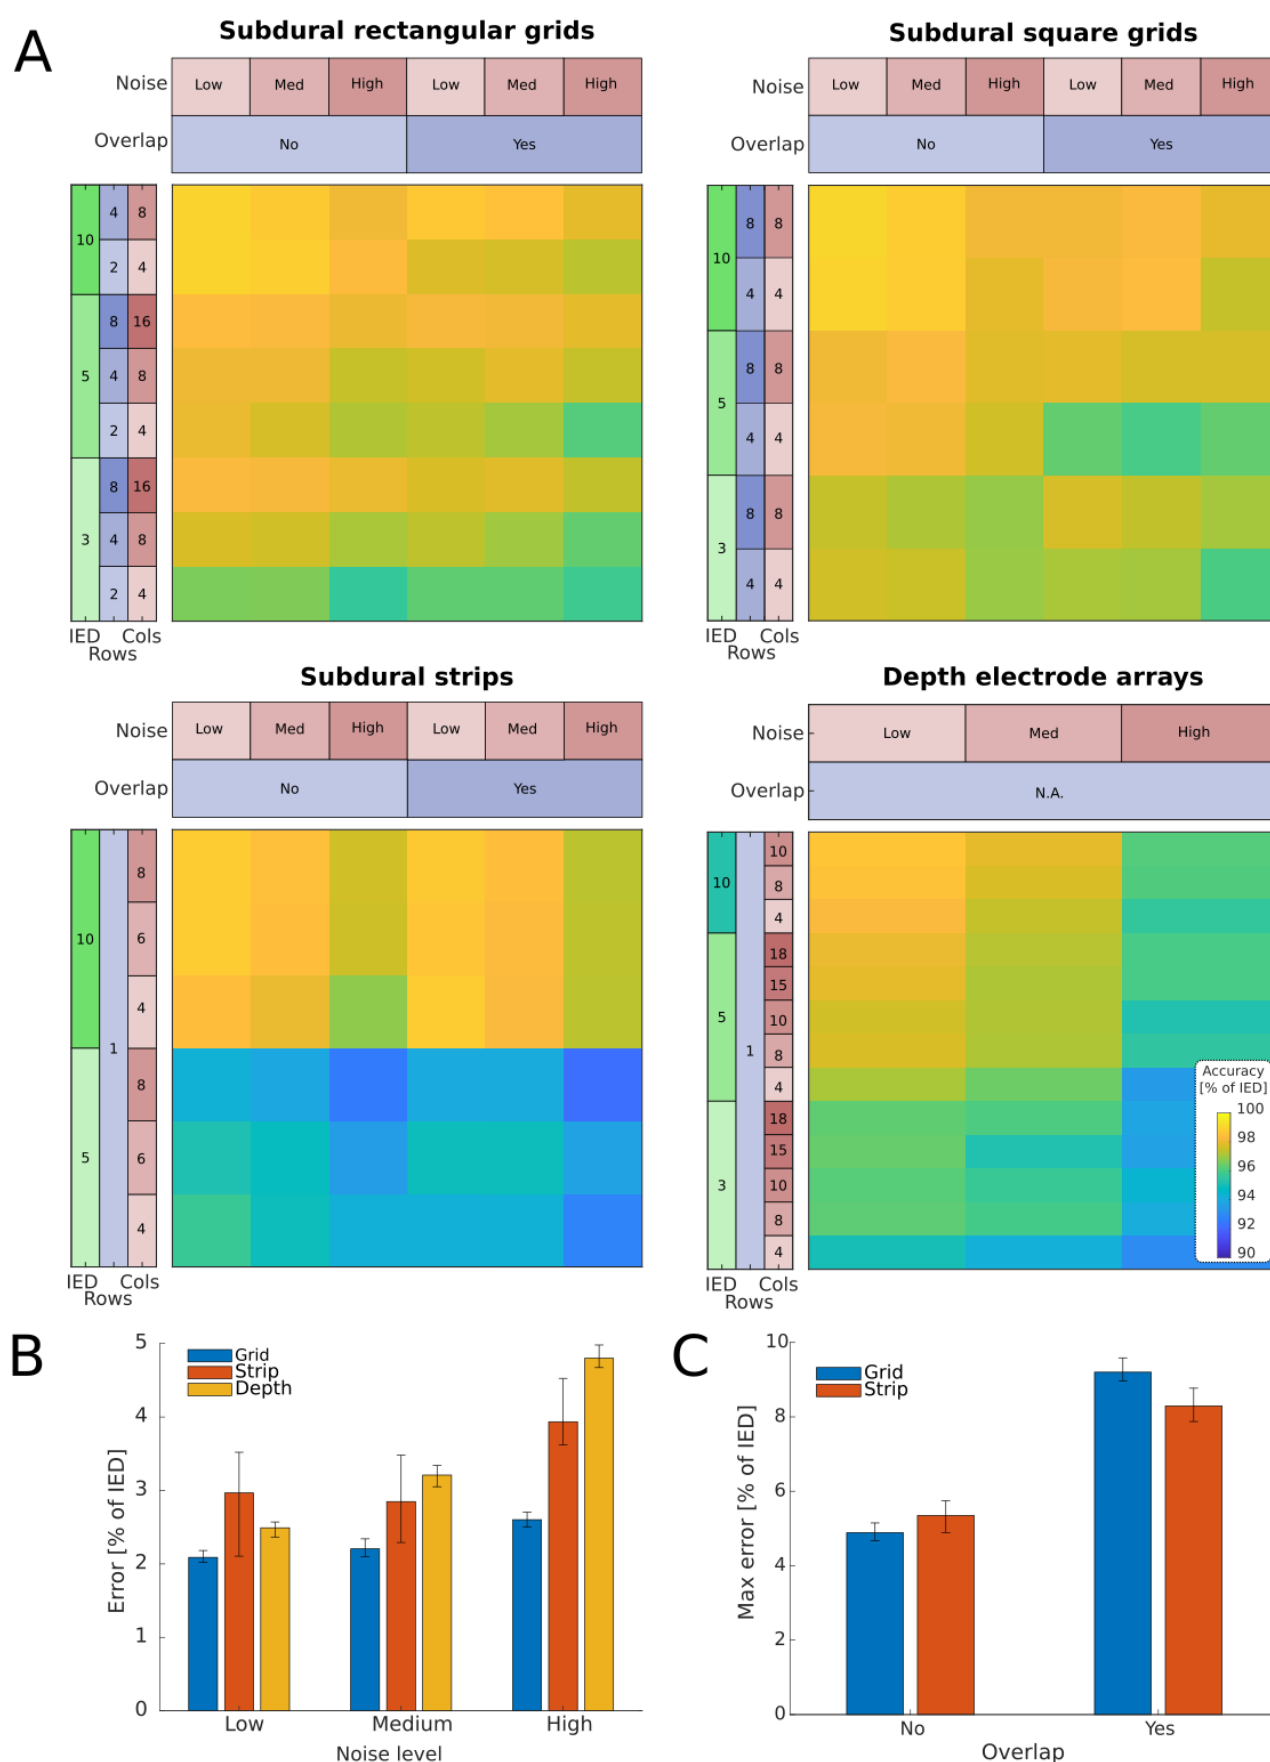 A
Subdural rectangular grids
Noise Low Med High Low Med High
Overlap No Yes
10 4 8
2 4
5 8 16
4 8
2 4
3 8 16
4 8
2 4
IED Cols
Rows
Subdural square grids
Noise Low Med High Low Med High
Overlap No Yes
10 8 8
4 4
5 8 8
4 4
3 8 8
4 4
IED Cols
Rows
Subdural strips
Noise Low Med High Low Med High
Overlap No Yes
10 1 8
6
4
5 8
6
4
IED Cols
Rows
Depth electrode arrays
Noise Low Med High
Overlap N.A.
10 1 10
8
4
5 18
15
10
8
4
3 18
15
10
8
4
IED Cols
Rows
Accuracy
[% of IED]
100
98
96
94
92
90
B
Grid
Strip
Depth
Error [% of IED]
5
4
3
2
1
0
Low Medium High
Noise level
C
Grid
Strip
Max error [% of IED]
10
8
6
4
2
0
No Yes
Overlap